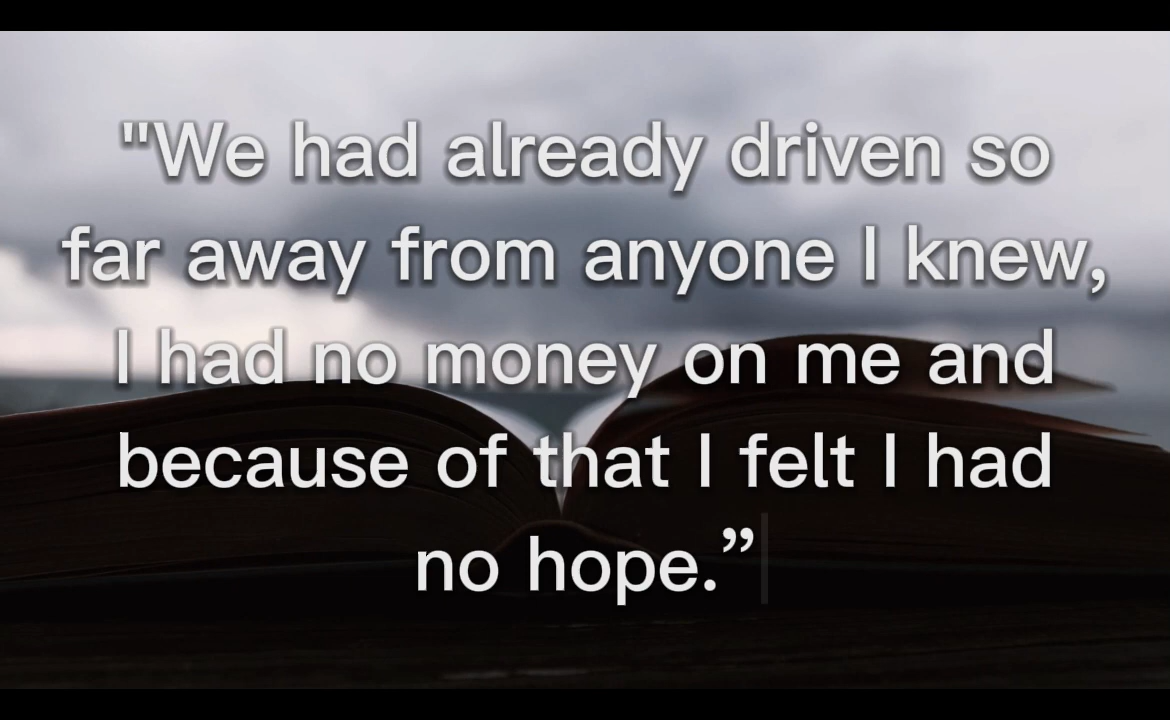 "We had already driven so
far away from anyone I knew,
I had no money on me and
because of that I felt I had
no hope.”